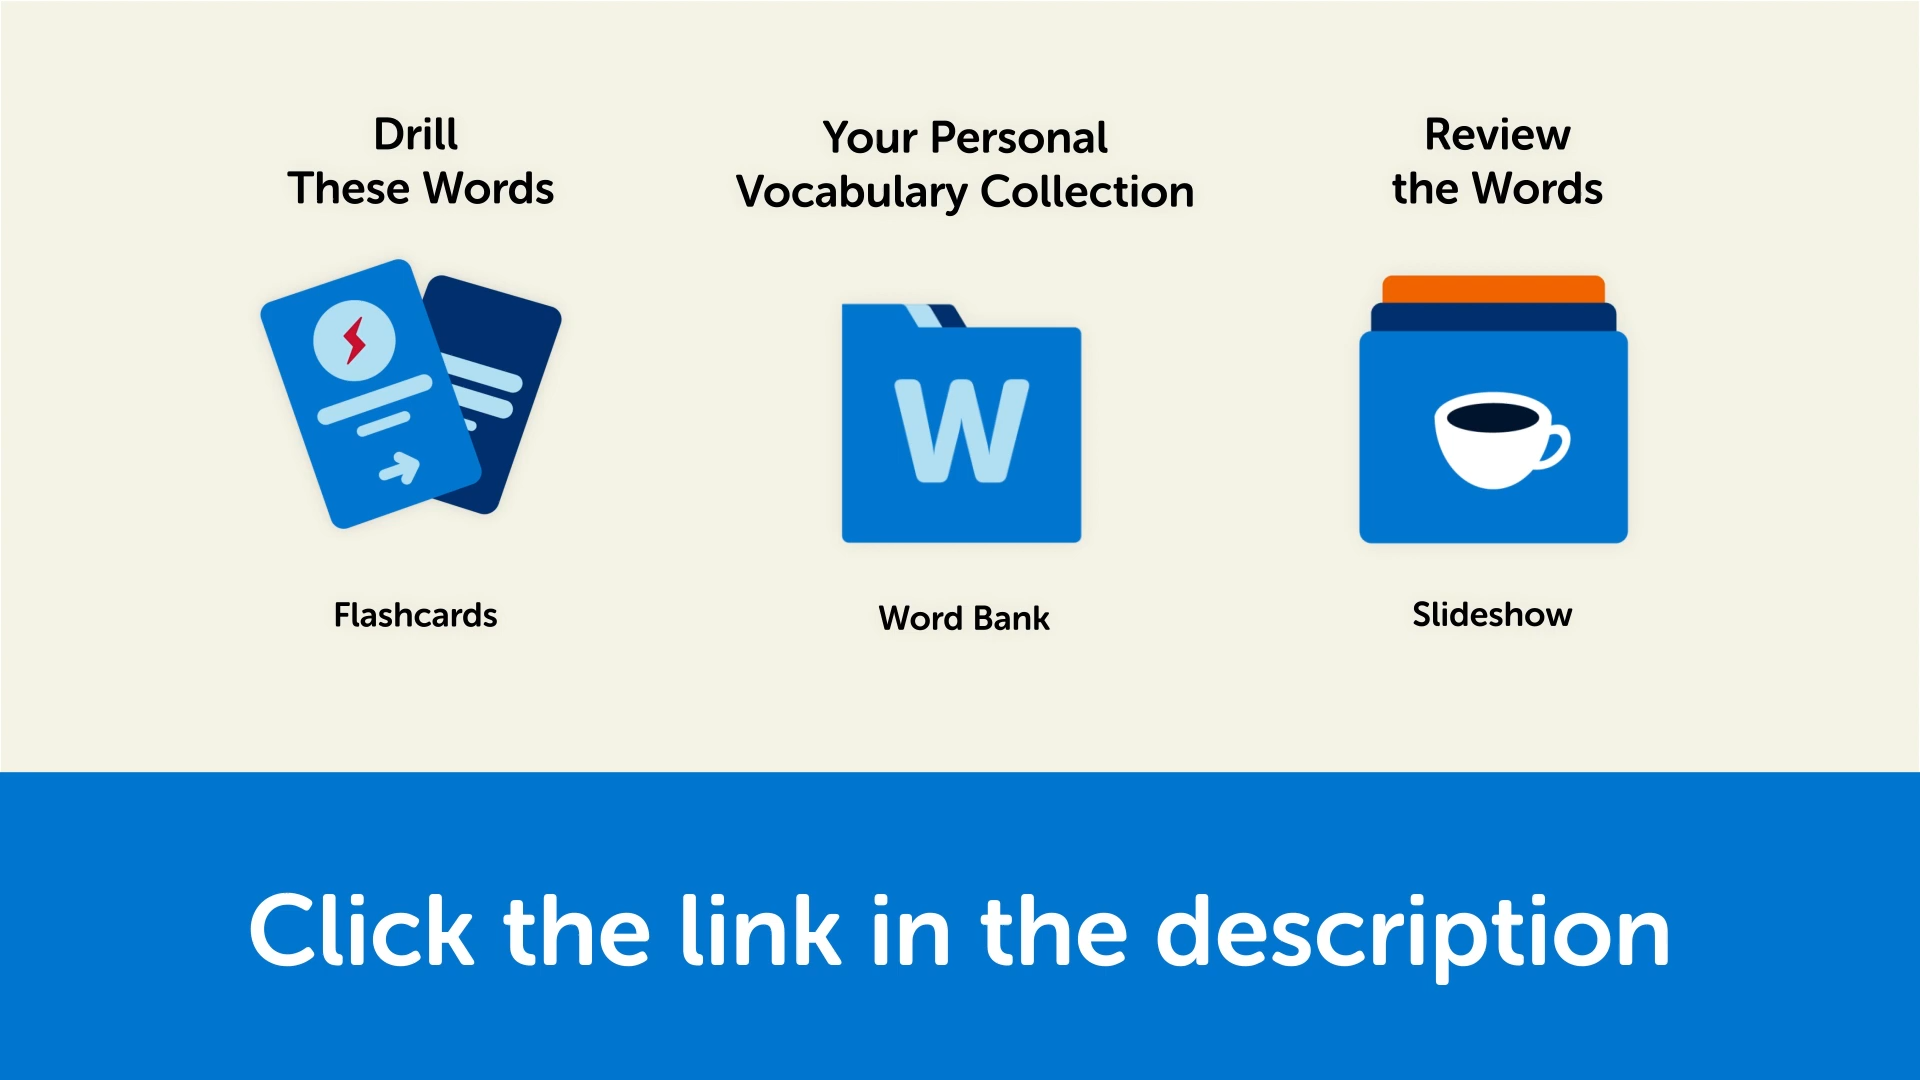 Drill
These Words
Your Personal
Vocabulary Collection
Review
the Words
W
Flashcards
Word Bank
Slideshow
Click the link in the description